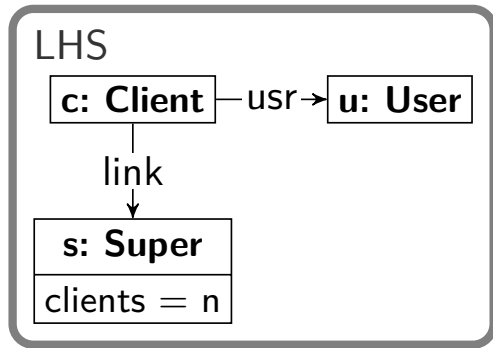 LHS
c: Client
usr
u: User
link
s: Super
clients = n